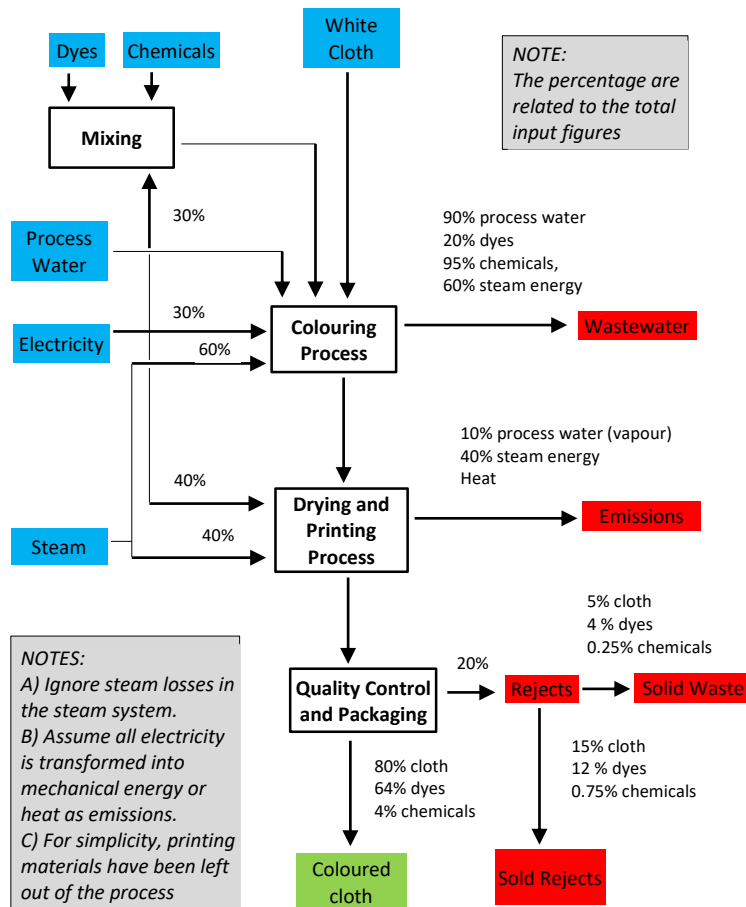 Dyes
Chemicals
White
Cloth
NOTE:
The percentage are
related to the total
input figures
Mixing
30%
Process
Water
90% process water
20% dyes
95% chemicals,
60% steam energy
Electricity
30%
Colouring
Process
Wastewater
60%
10% process water (vapour)
40% steam energy
Heat
40%
Drying and
Printing
Process
Emissions
Steam
40%
5% cloth
4 % dyes
0.25% chemicals
NOTES:
A) Ignore steam losses in
the steam system.
B) Assume all electricity
is transformed into
mechanical energy or
heat as emissions.
C) For simplicity, printing
materials have been left
out of the process
Quality Control
and Packaging
20%
Rejects
Solid Waste
80% cloth
64% dyes
4% chemicals
15% cloth
12 % dyes
0.75% chemicals
Coloured
cloth
Sold Rejects